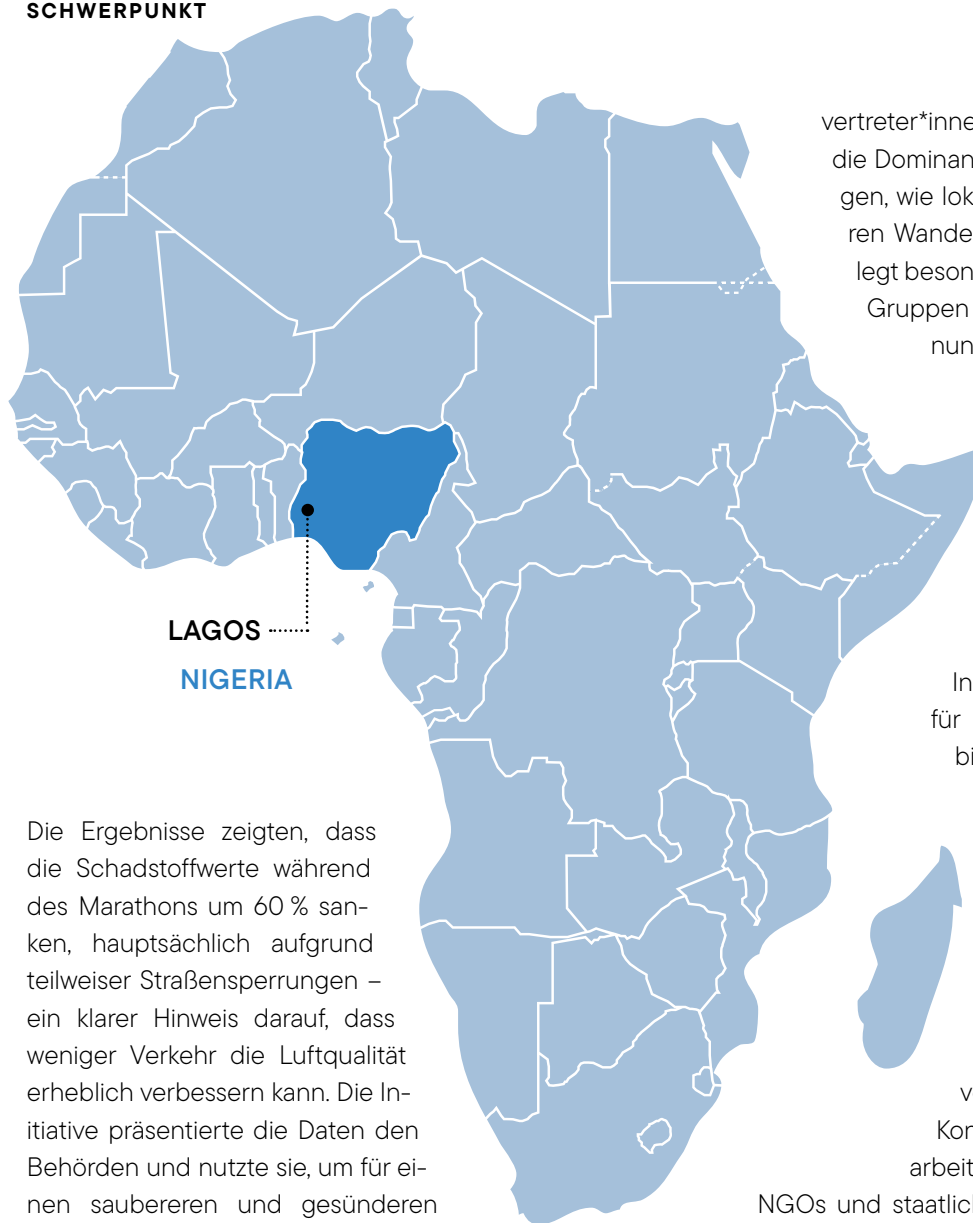 SCHWERPUNKT
LAGOS
NIGERIA
Die Ergebnisse zeigten, dass
die Schadstoffwerte während
des Marathons um 60 % san-
ken, hauptsächlich aufgrund
teilweiser Straßensperrungen –
ein klarer Hinweis darauf, dass
weniger Verkehr die Luftqualität
erheblich verbessern kann. Die In-
itiative präsentierte die Daten den
Behörden und nutzte sie, um für ei-
nen saubereren und gesünderen
vertreter*inne
die Dominan
gen, wie lok
ren Wande
legt beson
Gruppen
nun
In
für
bi
v
Kor
arbeit
NGOs und staatlich